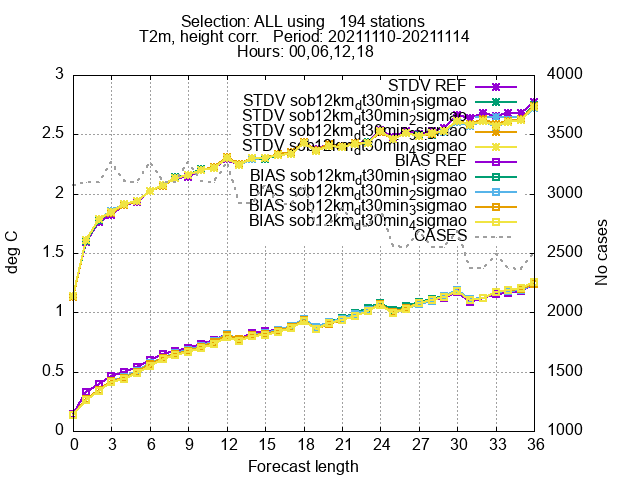 Selection: ALL using 194 stations
T2m, height corr. Period: 20211110-20211114
Hours: 00,06,12,18
3
2.5
2
1.5
1
0.5
0
4000
3500
3000
2500
2000
1500
1000
deg C
No cases
STDV REF
STDV sob12km_dt30min_1sigmao
STDV sob12km_dt30min_2sigmao
STDV sob12km_dt30min_3sigmao
STDV sob12km_dt30min_4sigmao
BIAS REF
BIAS sob12km_dt30min_1sigmao
BIAS sob12km_dt30min_2sigmao
BIAS sob12km_dt30min_3sigmao
BIAS sob12km_dt30min_4sigmao
CASES
0 3 6 9 12 15 18 21 24 27 30 33 36
Forecast length